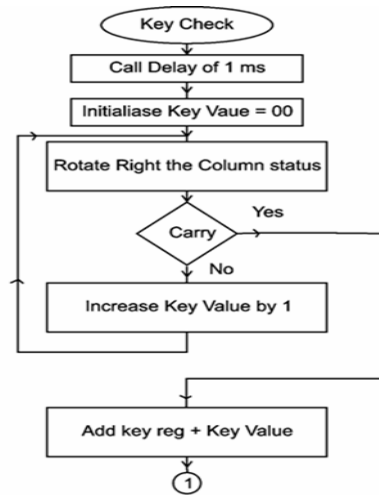 Key Check
Call Delay of 1 ms
Initialiase Key Vaue = 00
Rotate Right the Column status
Yes
Carry
No
Increase Key Value by 1
Add key reg + Key Value
1